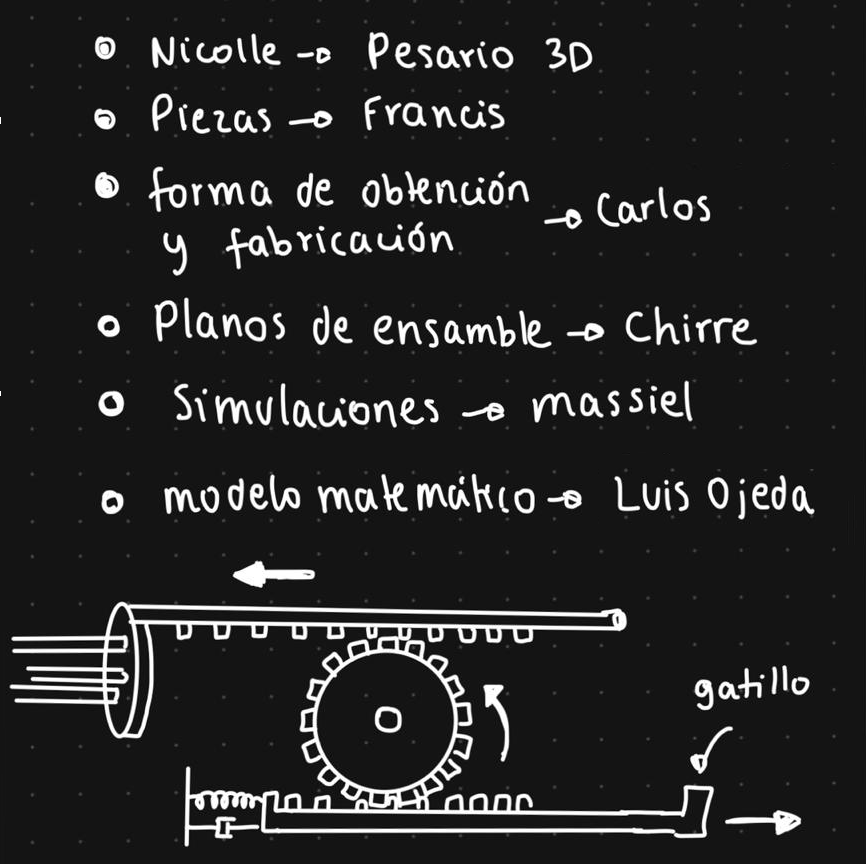 Nicolle → Pesario 3D
Piezas → Francis
forma de obtención
y fabricación → Carlos
Planos de ensamble → Chirre
Simulaciones → massiel
modelo matemático → Luis Ojeda
gatillo